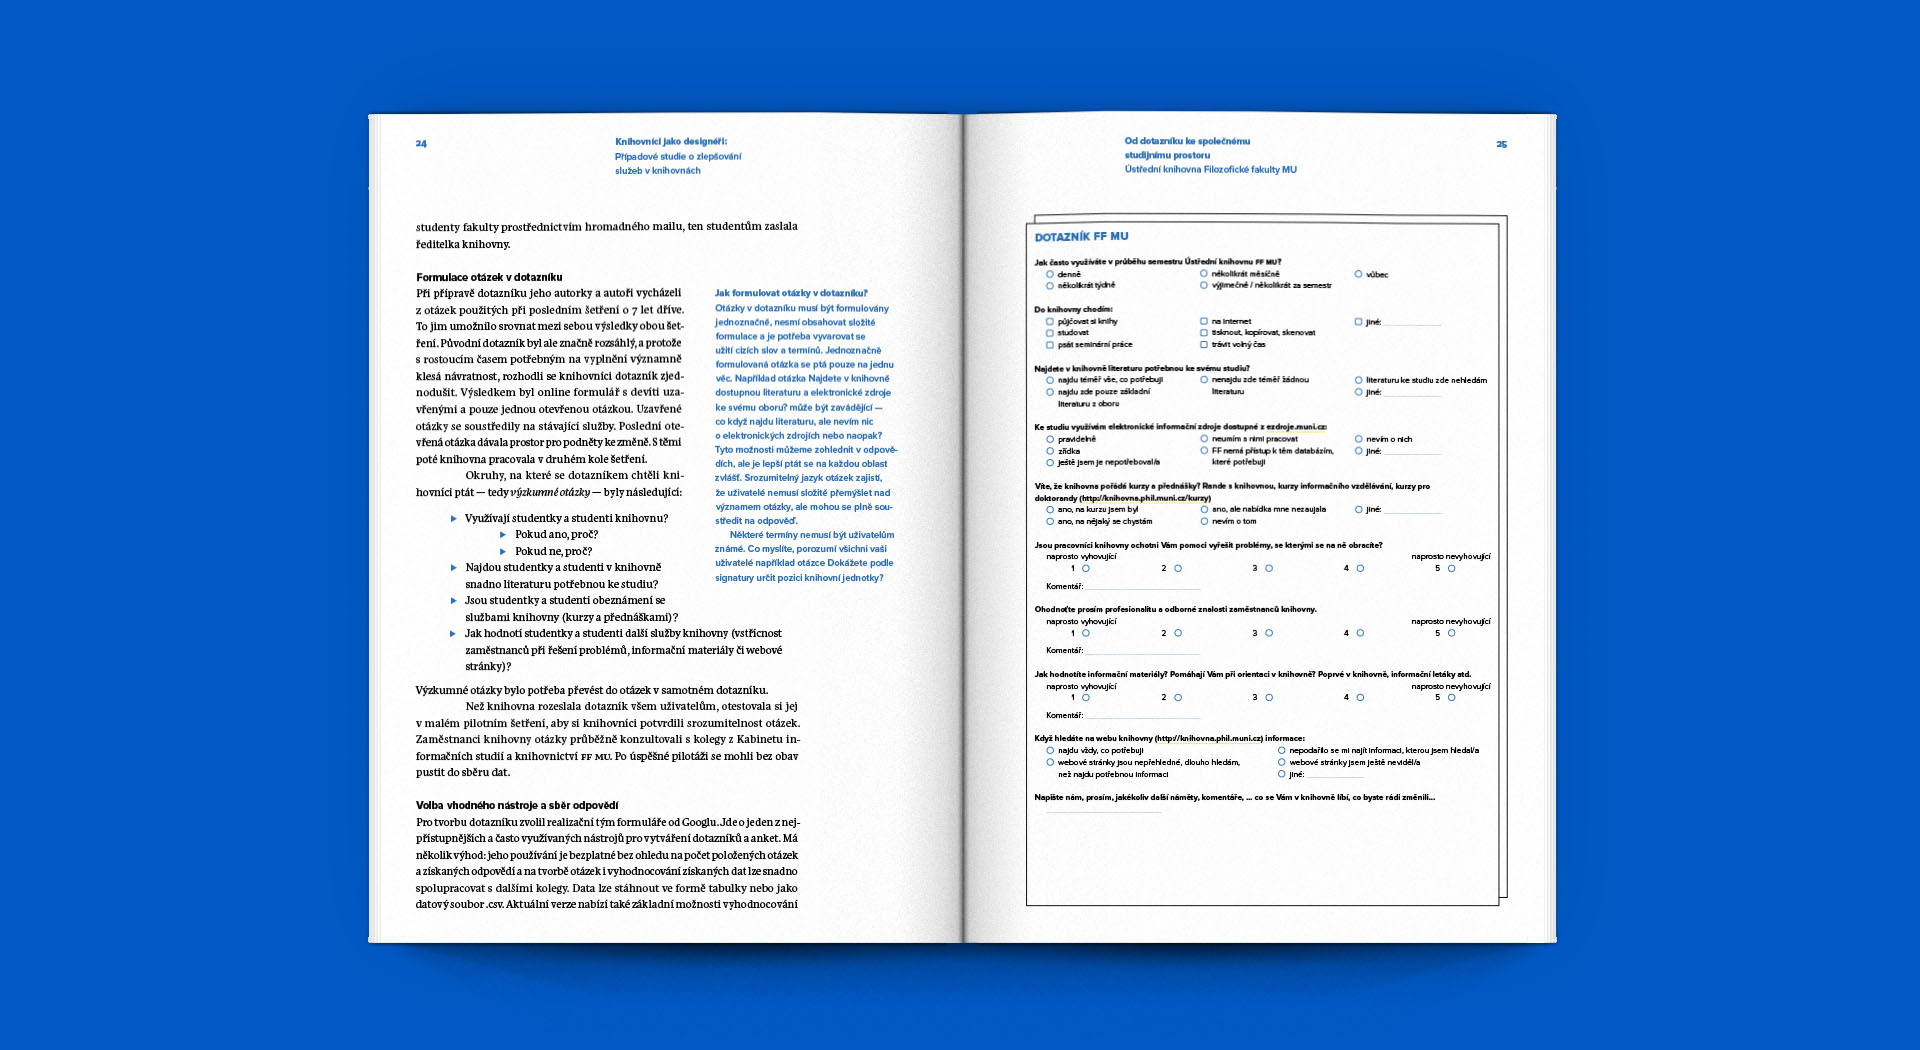 24
Knihovníci jako designéři:
Případové studie o zlepšování
služeb v knihovnách
studenty fakulty prostřednictvím hromadného mailu, ten studentům zaslala
ředitelka knihovny.
Formulace otázek v dotazníku
Při přípravě dotazníku jeho autorky a autoři vycházeli
z otázek použitých při posledním šetření o 7 let dříve.
To jim umožnilo srovnat mezi sebou výsledky obou šet-
ření. Původní dotazník byl ale značně rozsáhlý, a protože
s rostoucím časem potřebným na vyplnění významně
klesá návratnost, rozhodli se knihovníci dotazník zjed-
nodušit. Výsledkem byl online formulář s devíti uza-
vřenými a pouze jednou otevřenou otázkou. Uzavřené
otázky se soustředily na stávající služby. Poslední ote-
vřená otázka dávala prostor pro podněty ke změně. S těmi
poté knihovna pracovala v druhém kole šetření.
Okruhy, na které se dotazníkem chtěli kni-
hovníci ptát — tedy výzkumné otázky — byly následující:
▶ Využívají studentky a studenti knihovnu?
▶ Pokud ano, proč?
▶ Pokud ne, proč?
▶ Najdou studentky a studenti v knihovně
snadno literaturu potřebnou ke studiu?
▶ Jsou studentky a studenti obeznámení se
službami knihovny (kurzy a přednáškami)?
▶ Jak hodnotí studentky a studenti další služby knihovny (vstřícnost
zaměstnanců při řešení problémů, informační materiály či webové
stránky)?
Výzkumné otázky bylo potřeba převést do otázek v samotném dotazníku.
Než knihovna rozeslala dotazník všem uživatelům, otestovala si jej
v malém pilotním šetření, aby si knihovníci potvrdili srozumitelnost otázek.
Zaměstnanci knihovny otázky průběžně konzultovali s kolegy z Kabinetu in-
formačních studií a knihovnictví FF MU. Po úspěšné pilotáži se mohli bez obav
pustit do sběru dat.
Volba vhodného nástroje a sběr odpovědí
Pro tvorbu dotazníku zvolil realizační tým formuláře od Googlu. Jde o jeden z nej-
přístupnějších a často využívaných nástrojů pro vytváření dotazníků a anket. Má
několik výhod: jeho používání je bezplatné bez ohledu na počet položených otázek
a získaných odpovědí a na tvorbě otázek i vyhodnocování získaných dat lze snadno
spolupracovat s dalšími kolegy. Data lze stáhnout ve formě tabulky nebo jako
datový soubor .csv. Aktuální verze nabízí také základní možnosti vyhodnocování
Jak formulovat otázky v dotazníku?
Otázky v dotazníku musí být formulovány
jednoznačně, nesmí obsahovat složité
formulace a je potřeba vyvarovat se
užití cizích slov a termínů. Jednoznačně
formulovaná otázka se ptá pouze na jednu
věc. Například otázka Najdete v knihovně
dostupnou literaturu a elektronické zdroje
ke svému oboru? může být zavádějící —
co když najdu literaturu, ale nevím nic
o elektronických zdrojích nebo naopak?
Tyto možnosti můžeme zohlednit v odpově-
dích, ale je lepší ptát se na každou oblast
zvlášť. Srozumitelný jazyk otázek zajistí,
že uživatelé nemusí složitě přemýšlet nad
významem otázky, ale mohou se plně sou-
středit na odpověď.
Některé termíny nemusí být uživatelům
známé. Co myslíte, porozumí všichni vaši
uživatelé například otázce Dokážete podle
signatury určit pozici knihovní jednotky?
Od dotazníku ke společnému
studijnímu prostoru
Ústřední knihovna Filozofické fakulty MU
25
DOTAZNÍK FF MU
Jak často využíváte v průběhu semestru Ústřední knihovnu FF MU?
denně několikrát měsíčně vůbec
několikrát týdně výjimečně / několikrát za semestr
Do knihovny chodím:
půjčovat si knihy na internet jiné:
studovat tisknout, kopírovat, skenovat
psát seminární práce trávit volný čas
Najdete v knihovně literaturu potřebnou ke svému studiu?
najdu téměř vše, co potřebuji nenajdu zde téměř žádnou literaturu ke studiu zde nehledám
najdu zde pouze základní literaturu jiné:
literaturu z oboru
Ke studiu využívám elektronické informační zdroje dostupné z ezdroje.muni.cz:
pravidelně neumím s nimi pracovat nevím o nich
zřídka FF nemá přístup k těm databázím, jiné:
ještě jsem je nepotřeboval/a které potřebuji
Víte, že knihovna pořádá kurzy a přednášky? Rande s knihovnou, kurzy informačního vzdělávání, kurzy pro
doktorandy (http://knihovna.phil.muni.cz/kurzy)
ano, na kurzu jsem byl ano, ale nabídka mne nezaujala jiné:
ano, na nějaký se chystám nevím o tom
Jsou pracovníci knihovny ochotni Vám pomoci vyřešit problémy, se kterými se na ně obracíte?
naprosto vyhovující naprosto nevyhovující
1 2 3 4 5
Komentář:
Ohodnoťte prosím profesionalitu a odborné znalosti zaměstnanců knihovny.
naprosto vyhovující naprosto nevyhovující
1 2 3 4 5
Komentář:
Jak hodnotíte informační materiály? Pomáhají Vám při orientaci v knihovně? Poprvé v knihovně, informační letáky atd.
naprosto vyhovující naprosto nevyhovující
1 2 3 4 5
Komentář:
Když hledáte na webu knihovny (http://knihovna.phil.muni.cz) informace:
najdu vždy, co potřebuji nepodařilo se mi najít informaci, kterou jsem hledal/a
webové stránky jsou nepřehledné, dlouho hledám, webové stránky jsem ještě neviděl/a
než najdu potřebnou informaci jiné:
Napište nám, prosím, jakékoliv další náměty, komentáře, ... co se Vám v knihovně líbí, co byste rádi změnili...